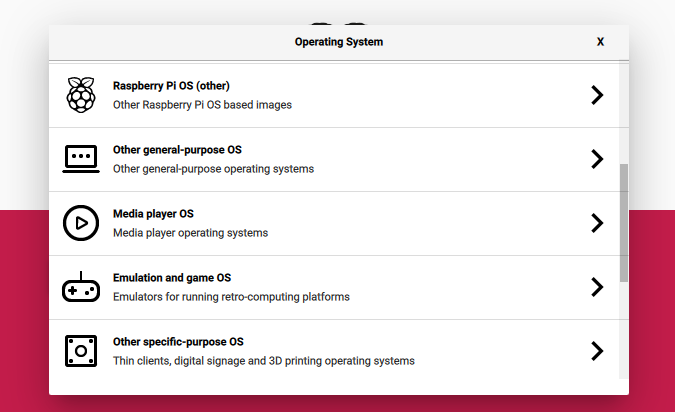 Operating System
X
Raspberry Pi OS (other)
Other Raspberry Pi OS based images
Other general-purpose OS
Other general-purpose operating systems
Media player OS
Media player operating systems
Emulation and game OS
Emulators for running retro-computing platforms
Other specific-purpose OS
Thin clients, digital signage and 3D printing operating systems